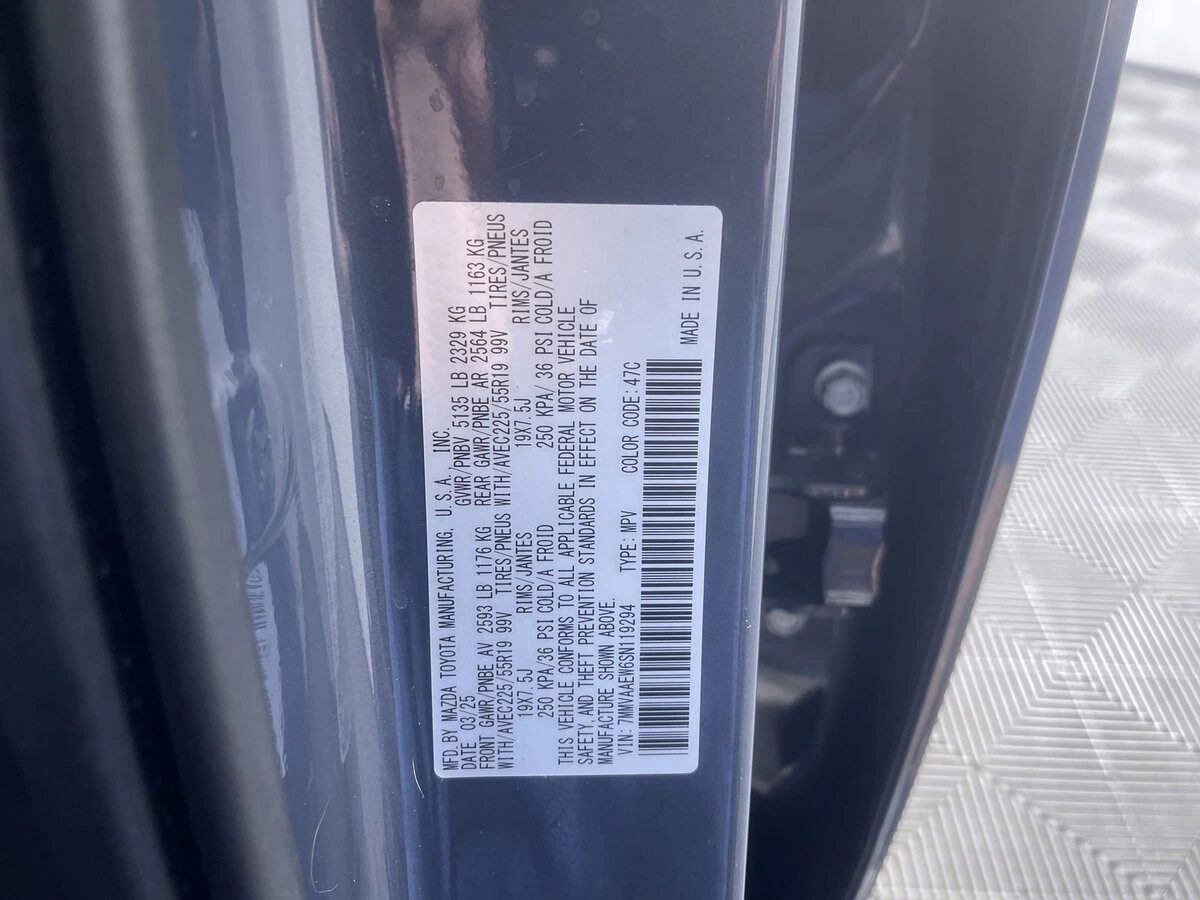 MFD. BY MAZDA TOYOTA MANUFACTURING, U. S. A., INC.
DATE 03/25 GVWR/PNBV 5135 LB 2329 KG
FRONT GAWR/PNBE AV 2593 LB 1176 KG REAR GAWR/PNBE AR 2564 LB 1163 KG
WITH/AVEC225/55R19 99V TIRES/PNEUS WITH/AVEC225/55R19 99V TIRES/PNEUS
19X7.5J RIMS/JANTES 19X7.5J RIMS/JANTES
250 KPA/36 PSI COLD/A FROID 250 KPA/ 36 PSI COLD/A FROID
THIS VEHICLE CONFORMS TO ALL APPLICABLE FEDERAL MOTOR VEHICLE
SAFETY, AND THEFT PREVENTION STANDARDS IN EFFECT ON THE DATE OF
MANUFACTURE SHOWN ABOVE.
VIN: 7MMVAAEW6SN119294 TYPE: MPV COLOR CODE: 47C
MADE IN U. S. A.